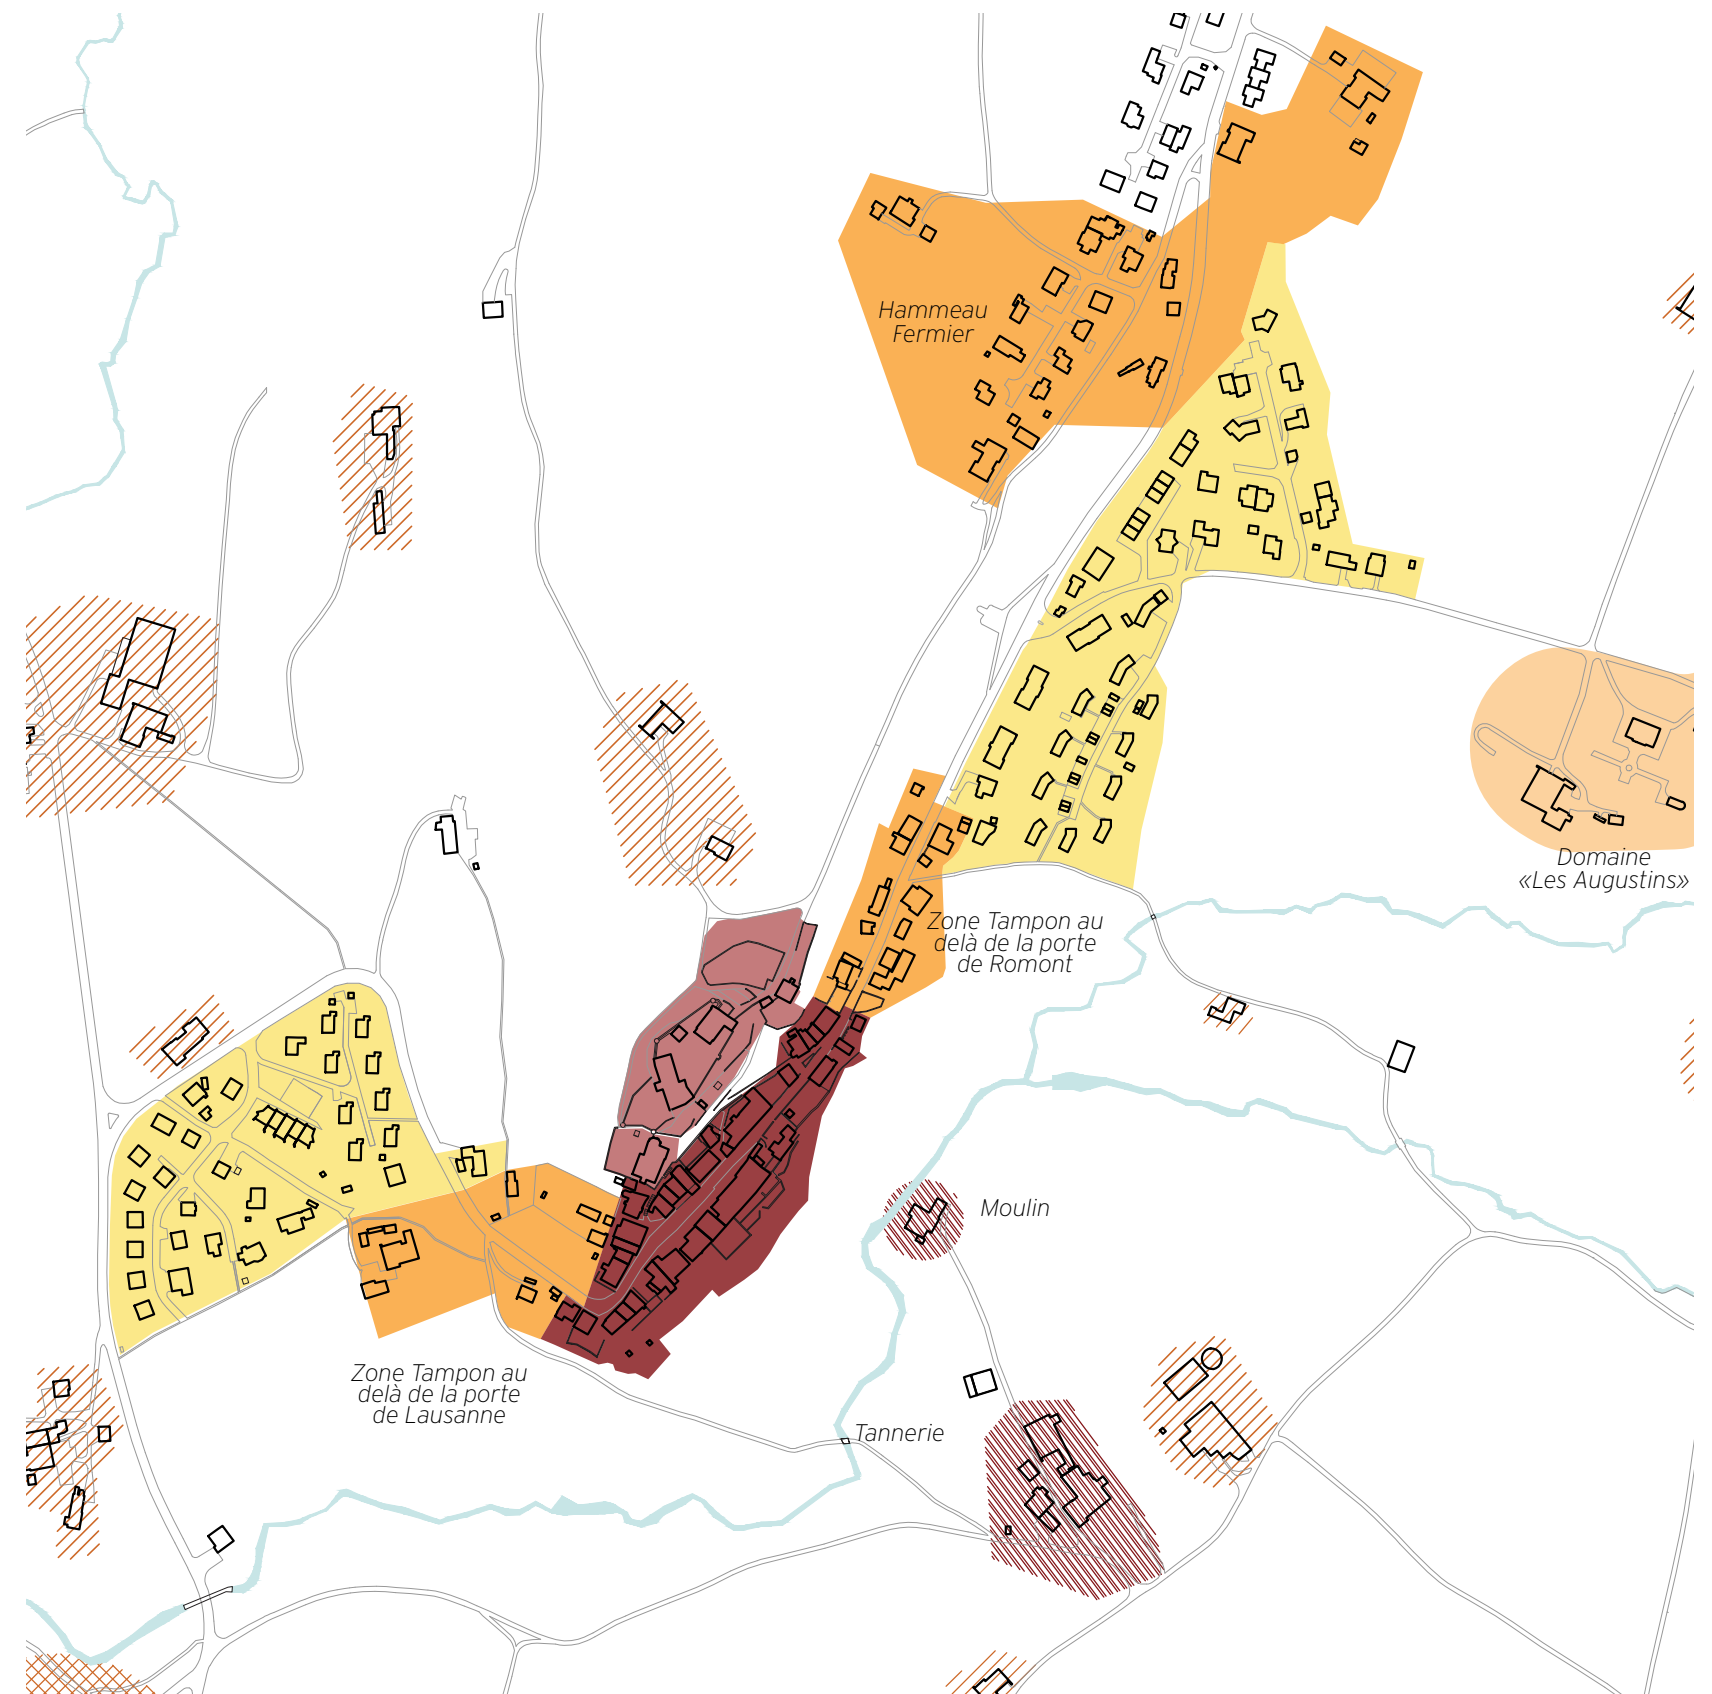 Hammeau
Fermier
Domaine
«Les Augustins»
Zone Tampon au
delà de la porte
de Romont
Moulin
Zone Tampon au
delà de la porte
de Lausanne
Tannerie